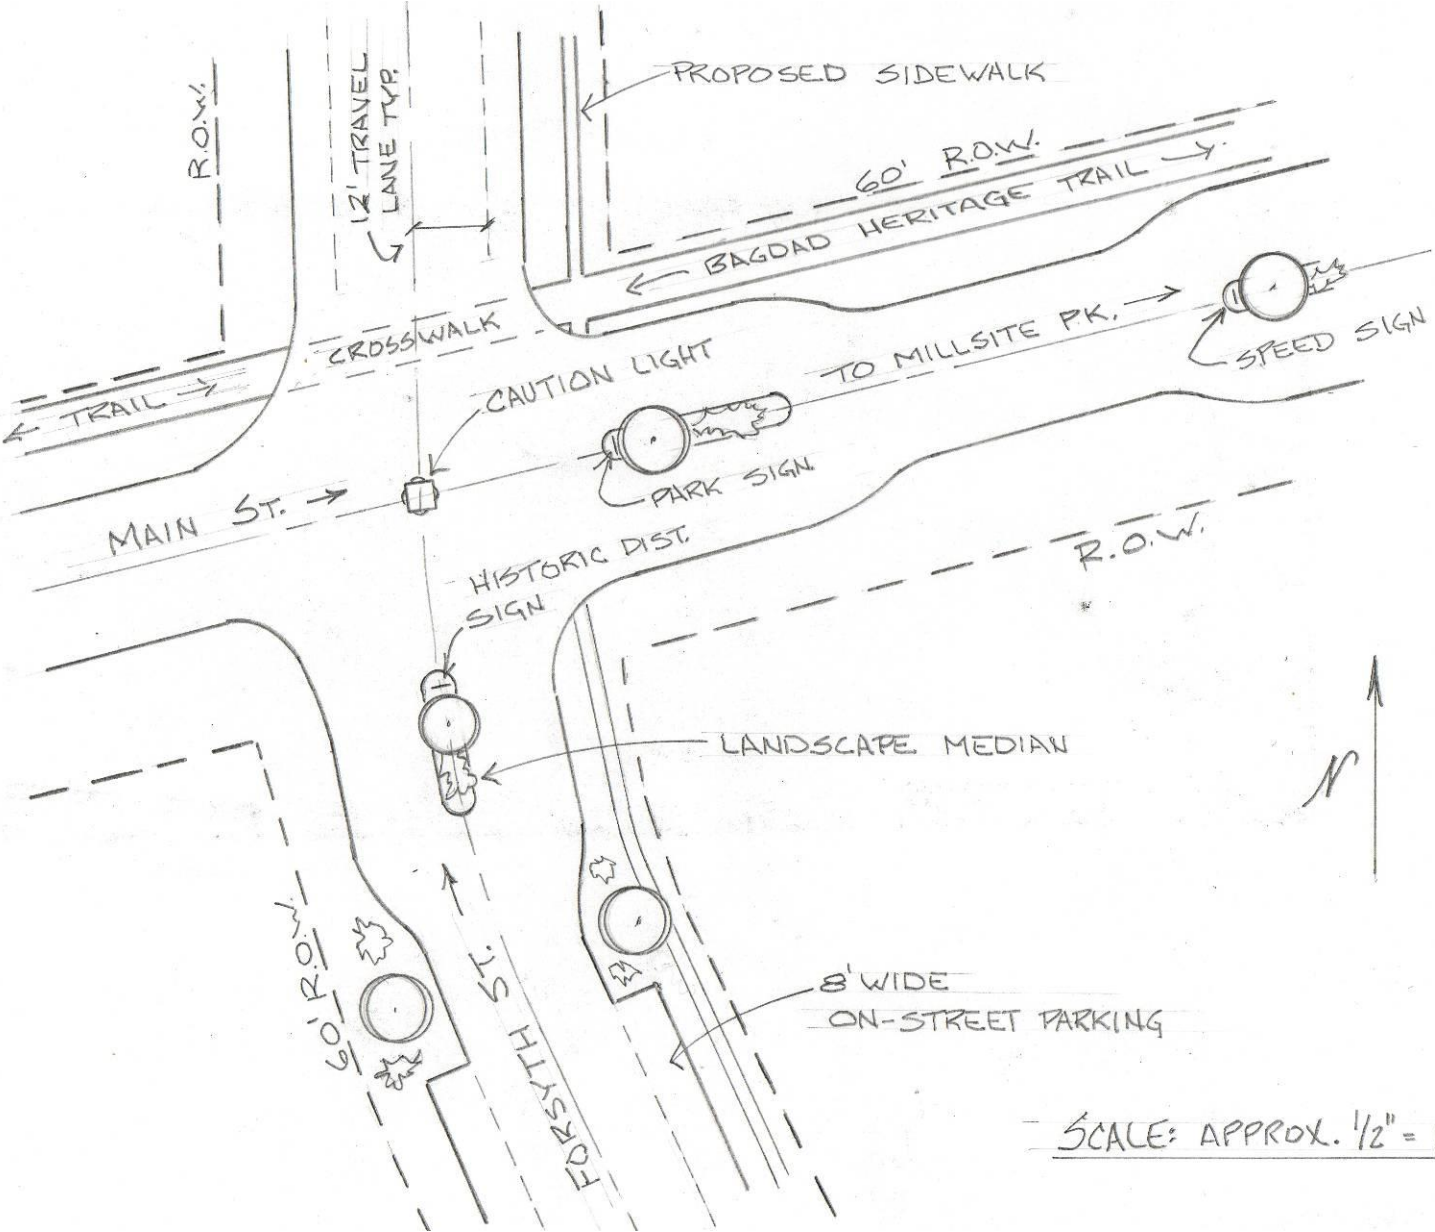 PROPOSED SIDEWALK
R.O.W.
12' TRAVEL
LANE TYP.
60' R.O.W.
BAGDAD HERITAGE TRAIL
CROSSWALK
TO MILLSITE PK.
SPEED SIGN
TRAIL
CAUTION LIGHT
PARK SIGN
MAIN ST.
HISTORIC DIST.
SIGN
R.O.W.
LANDSCAPE MEDIAN
N
60' R.O.W.
FORSYTH ST.
8' WIDE
ON-STREET PARKING
SCALE: APPROX. 1/2" =